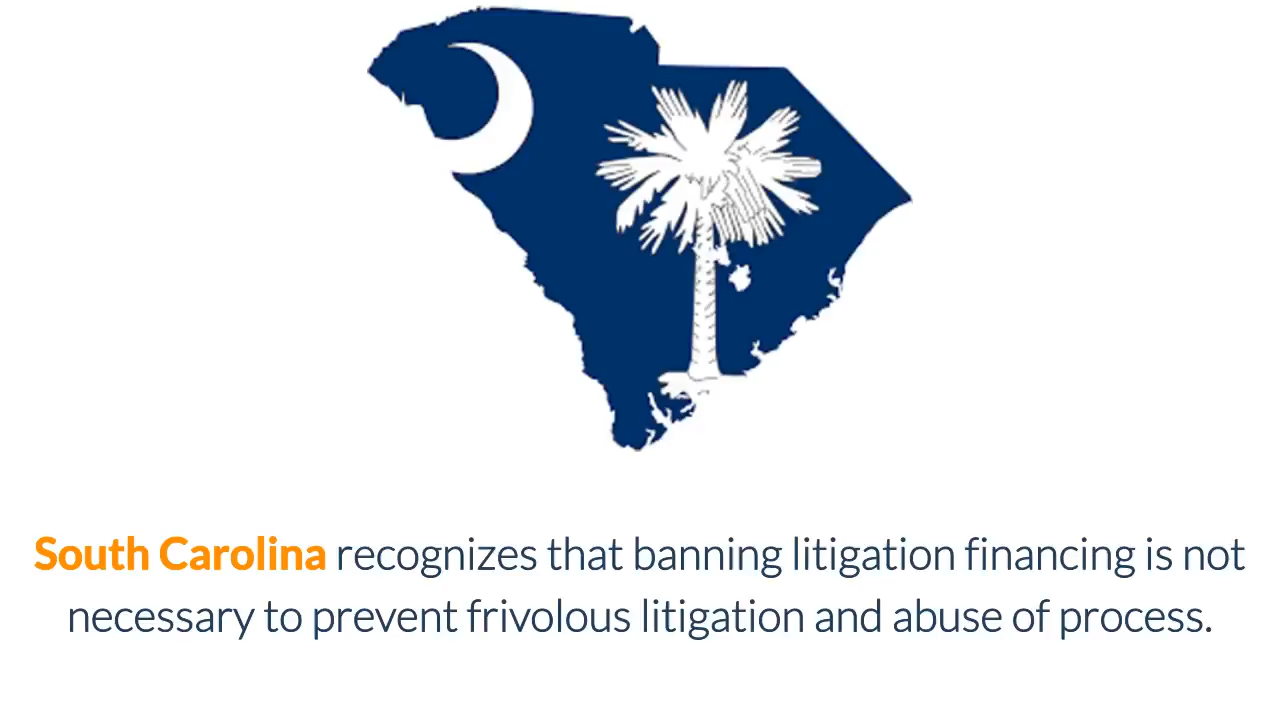 South Carolina recognizes that banning litigation financing is not
necessary to prevent frivolous litigation and abuse of process.